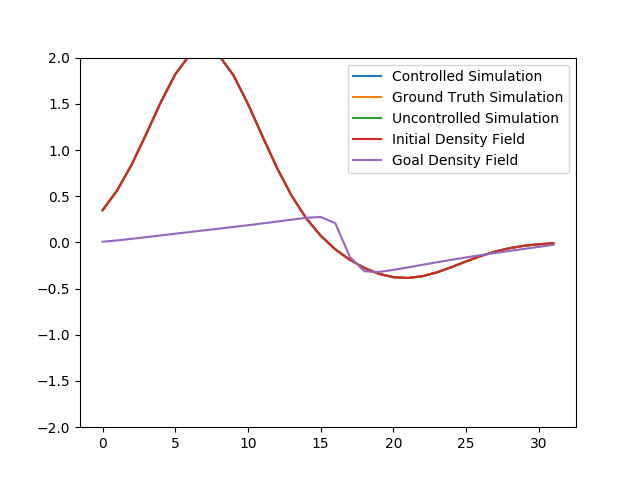 2.0
1.5
1.0
0.5
0.0
−0.5
−1.0
−1.5
−2.0
Controlled Simulation
Ground Truth Simulation
Uncontrolled Simulation
Initial Density Field
Goal Density Field
0 5 10 15 20 25 30